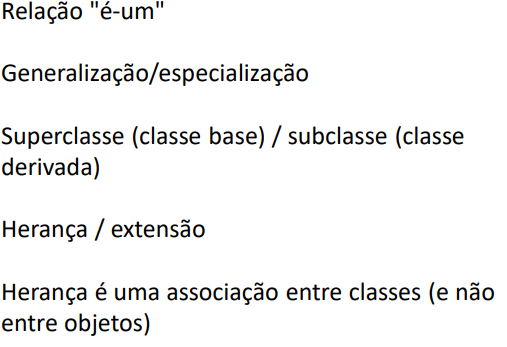 Relação "é-um"
Generalização/especialização
Superclasse (classe base) / subclasse (classe
derivada)
Herança / extensão
Herança é uma associação entre classes (e não
entre objetos)